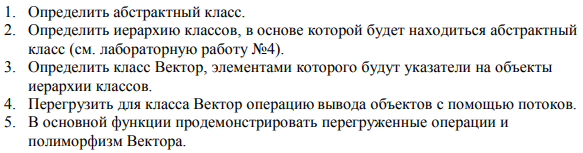 1. Определить абстрактный класс.
2. Определить иерархию классов, в основе которой будет находиться абстрактный
класс (см. лабораторную работу №4).
3. Определить класс Вектор, элементами которого будут указатели на объекты
иерархии классов.
4. Перегрузить для класса Вектор операцию вывода объектов с помощью потоков.
5. В основной функции продемонстрировать перегруженные операции и
полиморфизм Вектора.